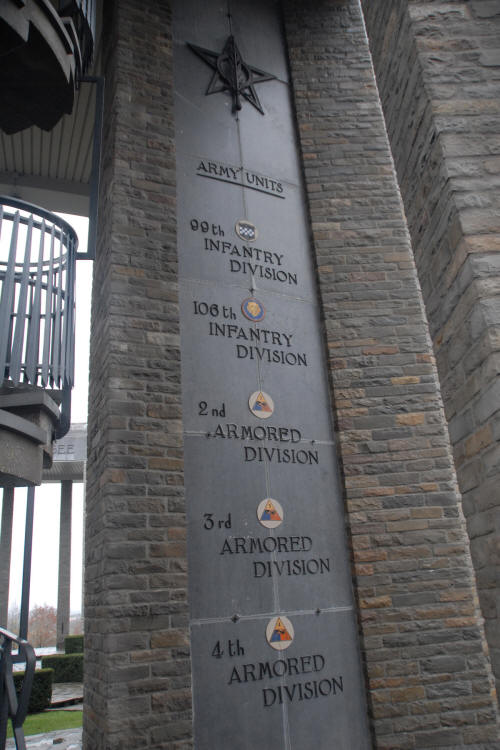 ARMY UNITS
99th
INFANTRY
DIVISION
106th
INFANTRY
DIVISION
2nd
ARMORED
DIVISION
3rd
ARMORED
DIVISION
4th
ARMORED
DIVISION